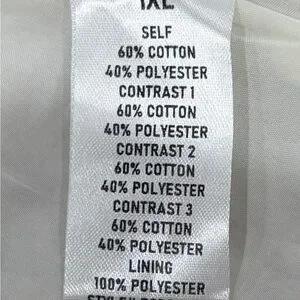 1XL
SELF
60% COTTON
40% POLYESTER
CONTRAST 1
60% COTTON
40% POLYESTER
CONTRAST 2
60% COTTON
40% POLYESTER
CONTRAST 3
60% COTTON
40% POLYESTER
LINING
100% POLYESTER